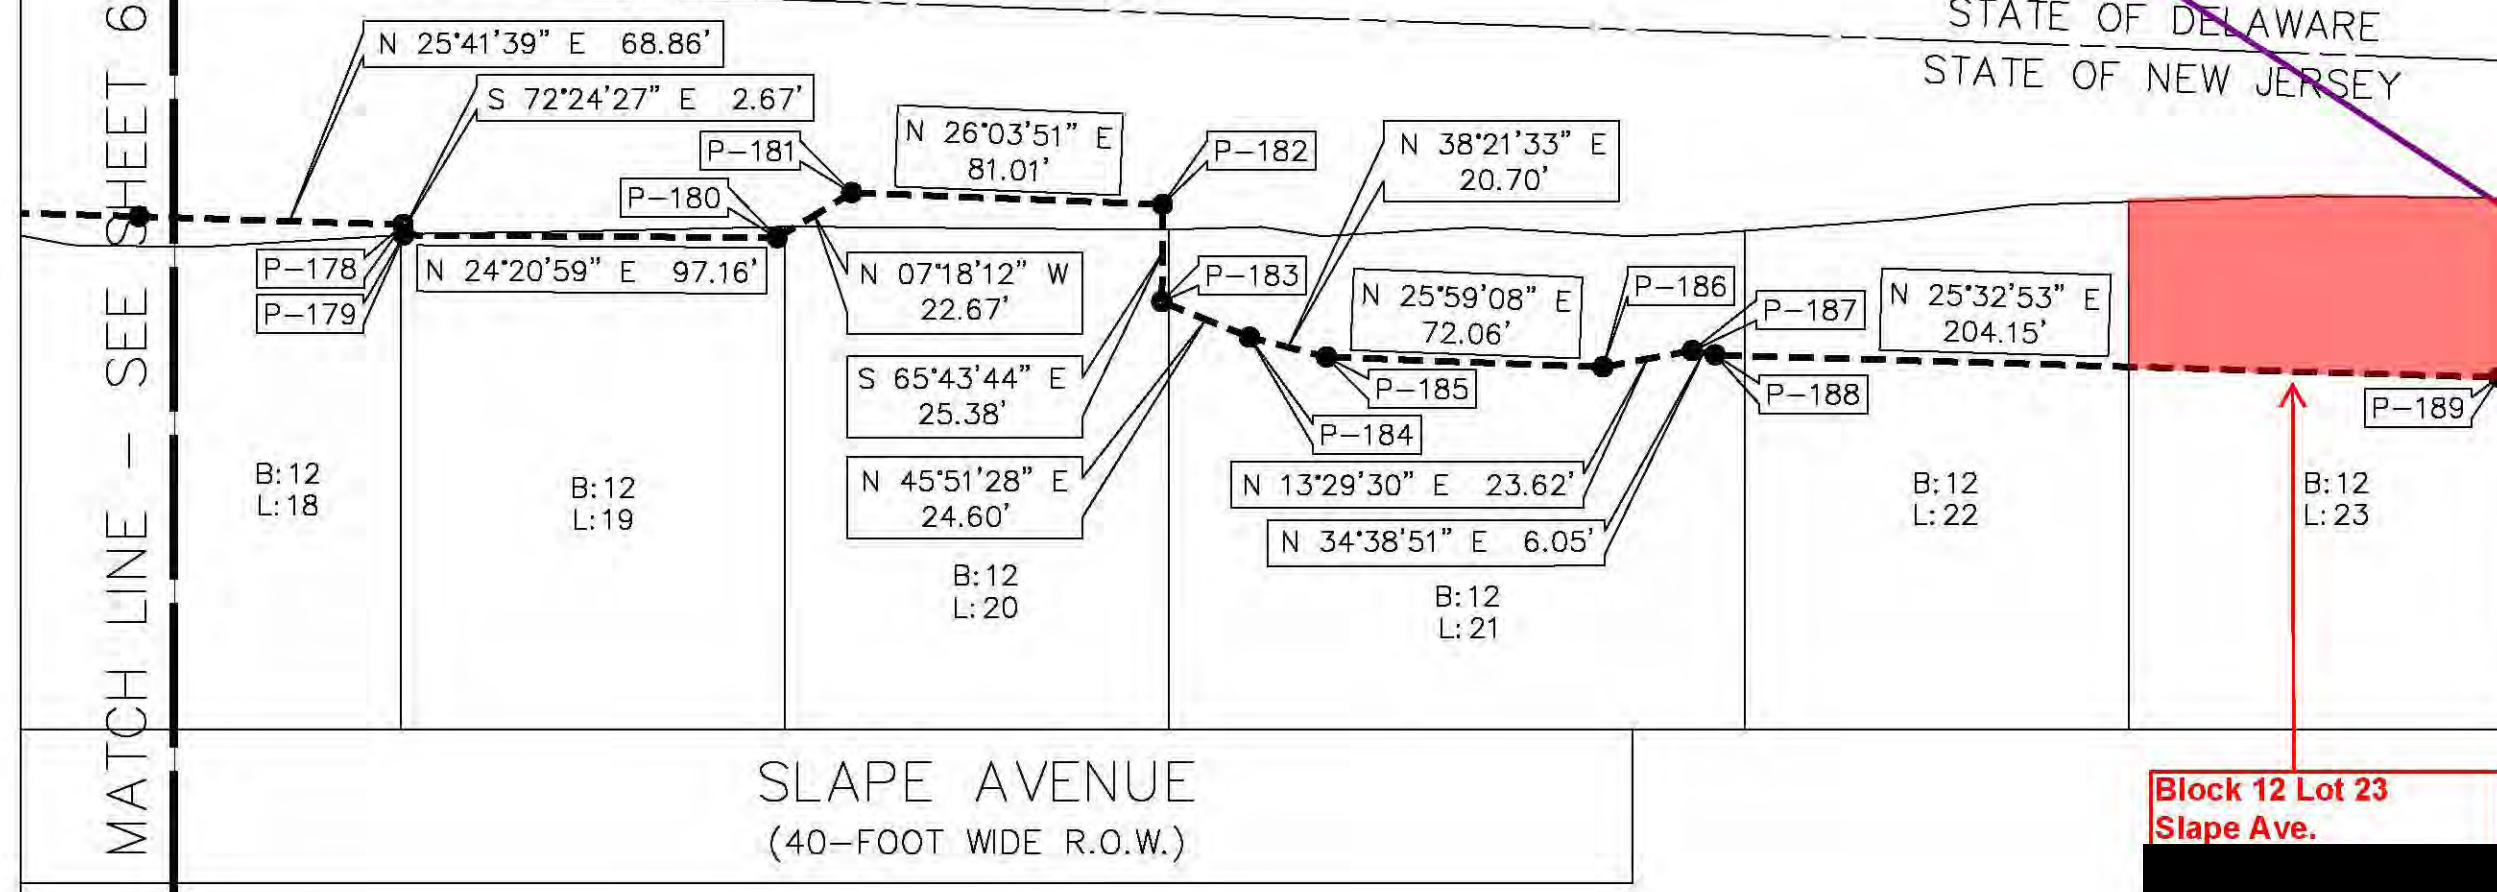 MATCH LINE – SEE SHEET 6
STATE OF DELAWARE
STATE OF NEW JERSEY
N 25°41'39" E 68.86'
S 72°24'27" E 2.67'
P-181
N 26°03'51" E
81.01'
P-182
N 38°21'33" E
20.70'
P-180
P-178
P-179
N 24°20'59" E 97.16'
N 07°18'12" W
22.67'
P-183
N 25°59'08" E
72.06'
P-186
P-187
N 25°32'53" E
204.15'
S 65°43'44" E
25.38'
P-185
P-188
P-189
P-184
N 45°51'28" E
24.60'
N 13°29'30" E 23.62'
N 34°38'51" E 6.05'
B:12
L:18
B:12
L:19
B:12
L:20
B:12
L:21
B:12
L:22
B:12
L:23
SLAPE AVENUE
(40-FOOT WIDE R.O.W.)
Block 12 Lot 23
Slape Ave.